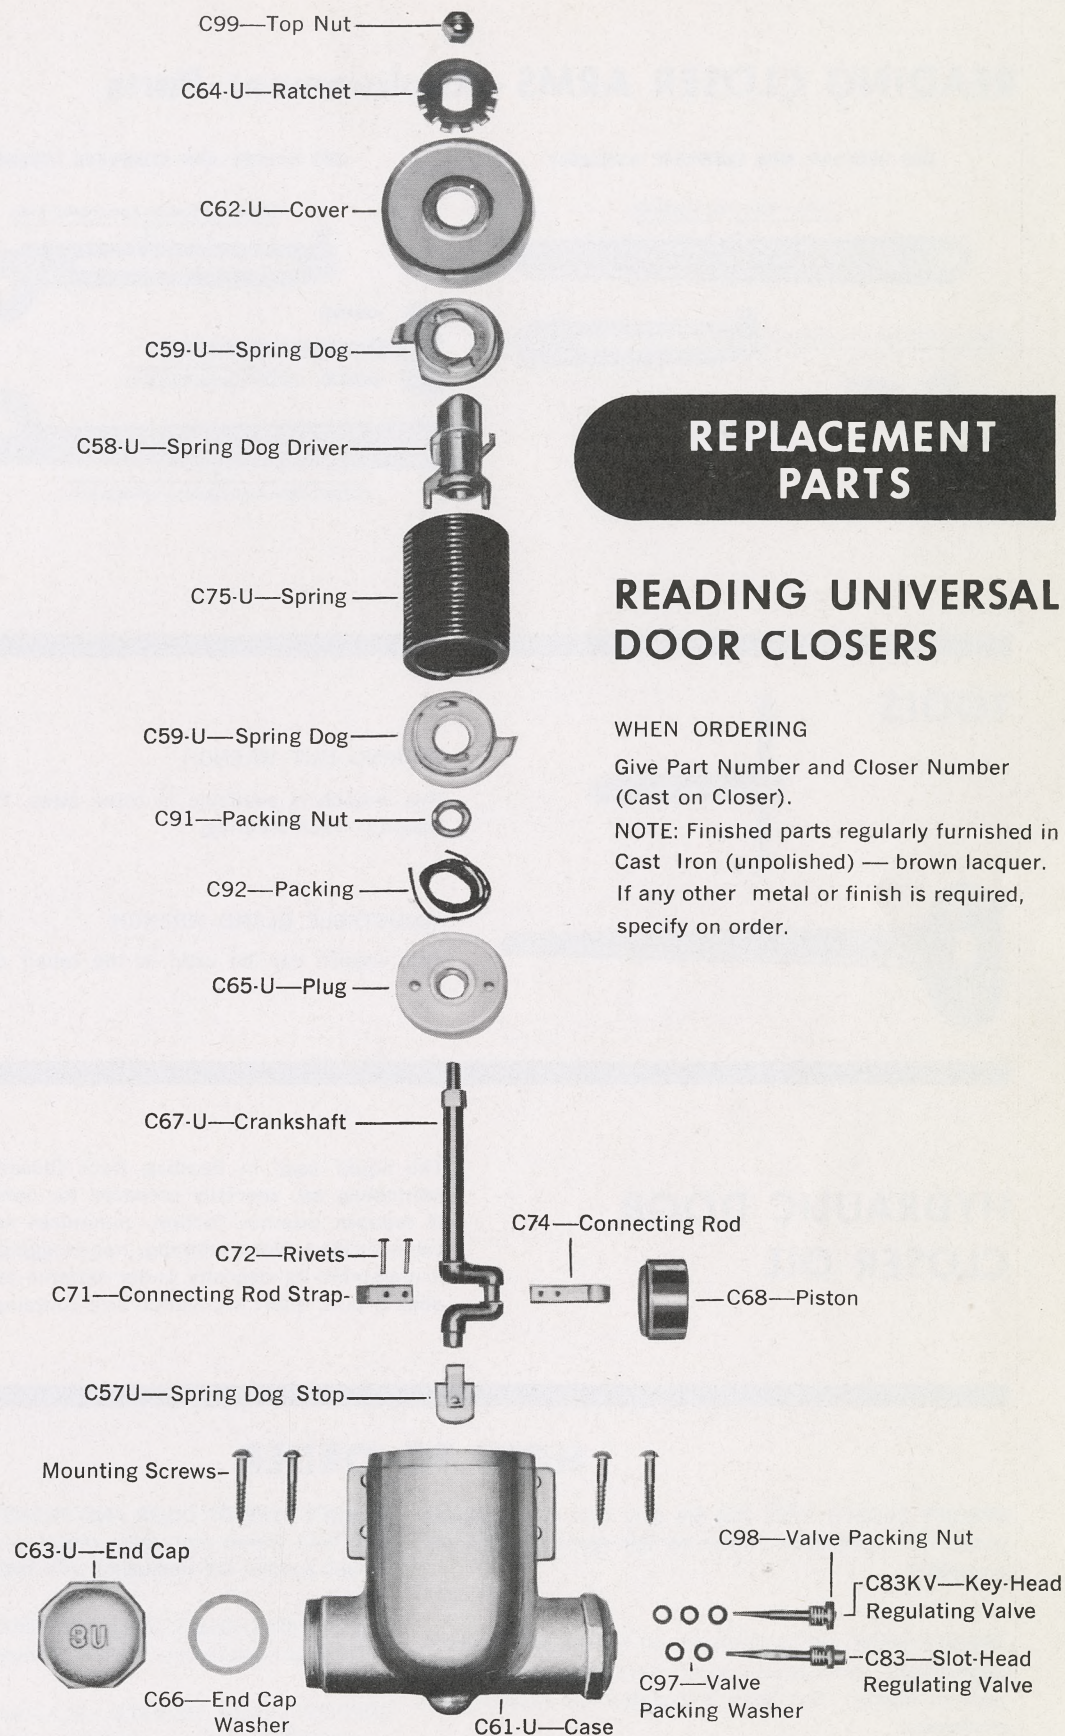 C99—Top Nut
C64-U—Ratchet
C62-U—Cover
C59-U—Spring Dog
C58-U—Spring Dog Driver
REPLACEMENT
PARTS
C75-U—Spring
READING UNIVERSAL
DOOR CLOSERS
C59-U—Spring Dog
WHEN ORDERING
Give Part Number and Closer Number
(Cast on Closer).
NOTE: Finished parts regularly furnished in
Cast Iron (unpolished) — brown lacquer.
If any other metal or finish is required,
specify on order.
C91—Packing Nut
C92—Packing
C65-U—Plug
C67-U—Crankshaft
C74—Connecting Rod
C72—Rivets
C71—Connecting Rod Strap
C68—Piston
C57U—Spring Dog Stop
Mounting Screws
C63-U—End Cap
3U
C66—End Cap
Washer
C61-U—Case
C98—Valve Packing Nut
C83KV—Key-Head
Regulating Valve
C83—Slot-Head
Regulating Valve
C97—Valve
Packing Washer